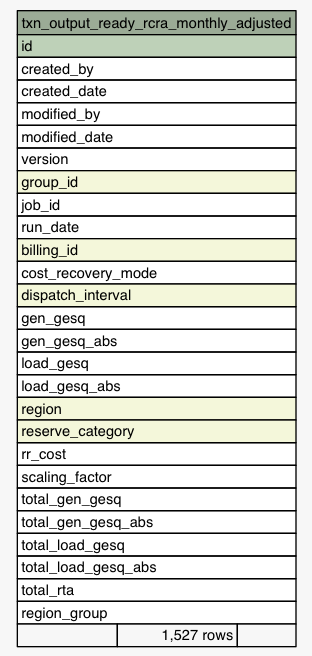 txn_output_ready_rcra_monthly_adjusted
id
created_by
created_date
modified_by
modified_date
version
group_id
job_id
run_date
billing_id
cost_recovery_mode
dispatch_interval
gen_gesq
gen_gesq_abs
load_gesq
load_gesq_abs
region
reserve_category
rr_cost
scaling_factor
total_gen_gesq
total_gen_gesq_abs
total_load_gesq
total_load_gesq_abs
total_rta
region_group
1,527 rows